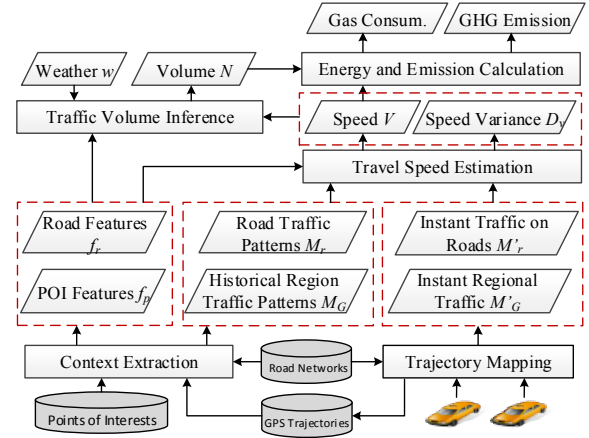 Gas Consum.
GHG Emission
Weather w
Volume N
Energy and Emission Calculation
Traffic Volume Inference
Speed V
Speed Variance Dv
Travel Speed Estimation
Road Features
fr
Road Traffic
Patterns Mr
Instant Traffic on
Roads M'r
POI Features fp
Historical Region
Traffic Patterns MG
Instant Regional
Traffic M'G
Context Extraction
Road Networks
Trajectory Mapping
Points of Interests
GPS Trajectories